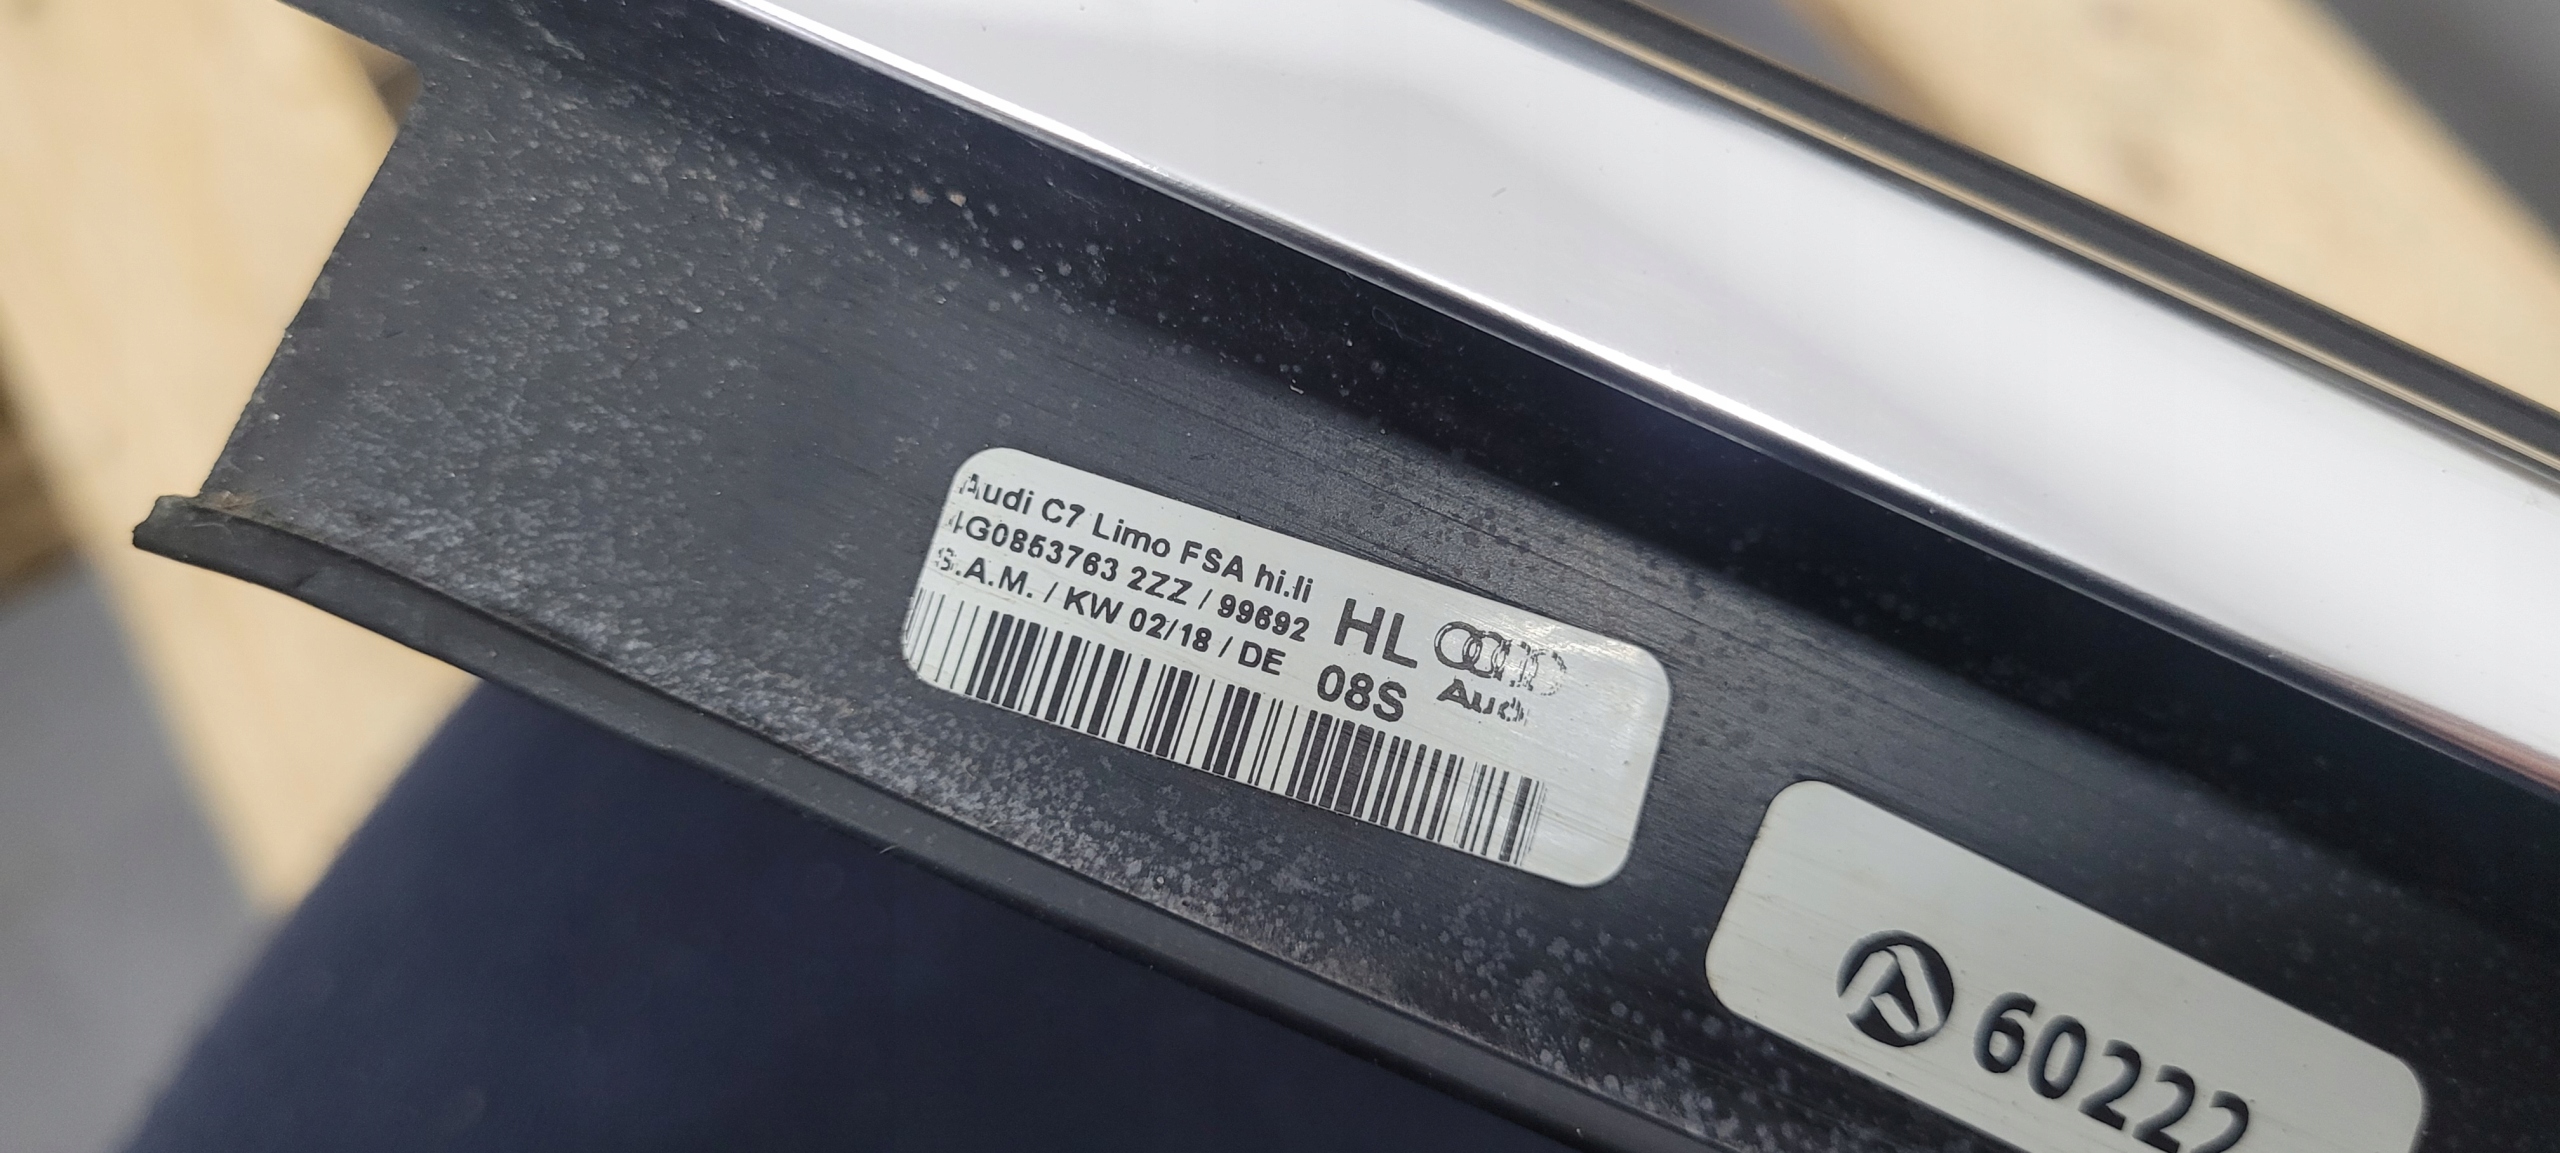 Audi C7 Limo FSA hi.li
4G0853763 2ZZ / 99692
S.A.M. / KW 02/18 / DE
HL
08S
Audi
60222